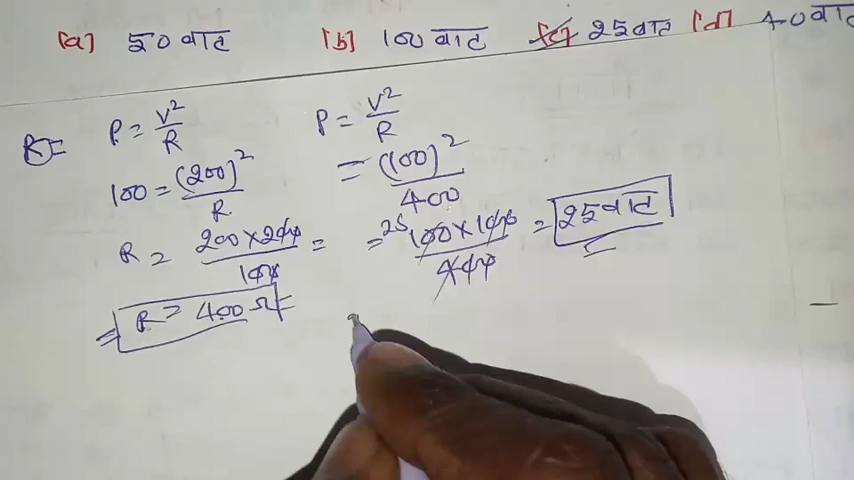 (a) 50 वाट (b) 100 वाट (c) 25 वाट (d) 40 वाट
R= P = V²/R P = V²/R
100 = (200)²/R = (100)²/400
R = 200 × 200/100 = = 25 100 × 100/400 = 25 वाट
= R = 400 Ω